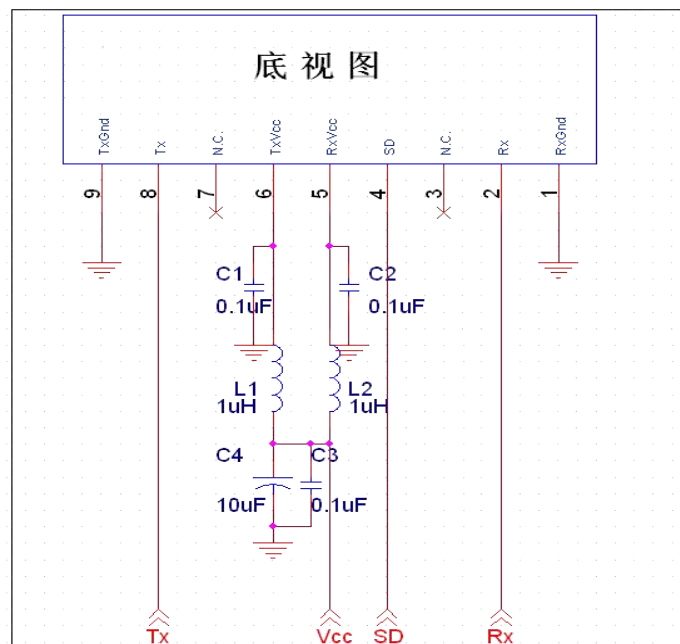 底视图
TxGnd Tx N.C. TxVcc RxVcc SD N.C. Rx RxGnd
9 8 7 6 5 4 3 2 1
C1 C2
0.1uF 0.1uF
L1 L2
1uH 1uH
C4 C3
10uF 0.1uF
Tx Vcc SD Rx